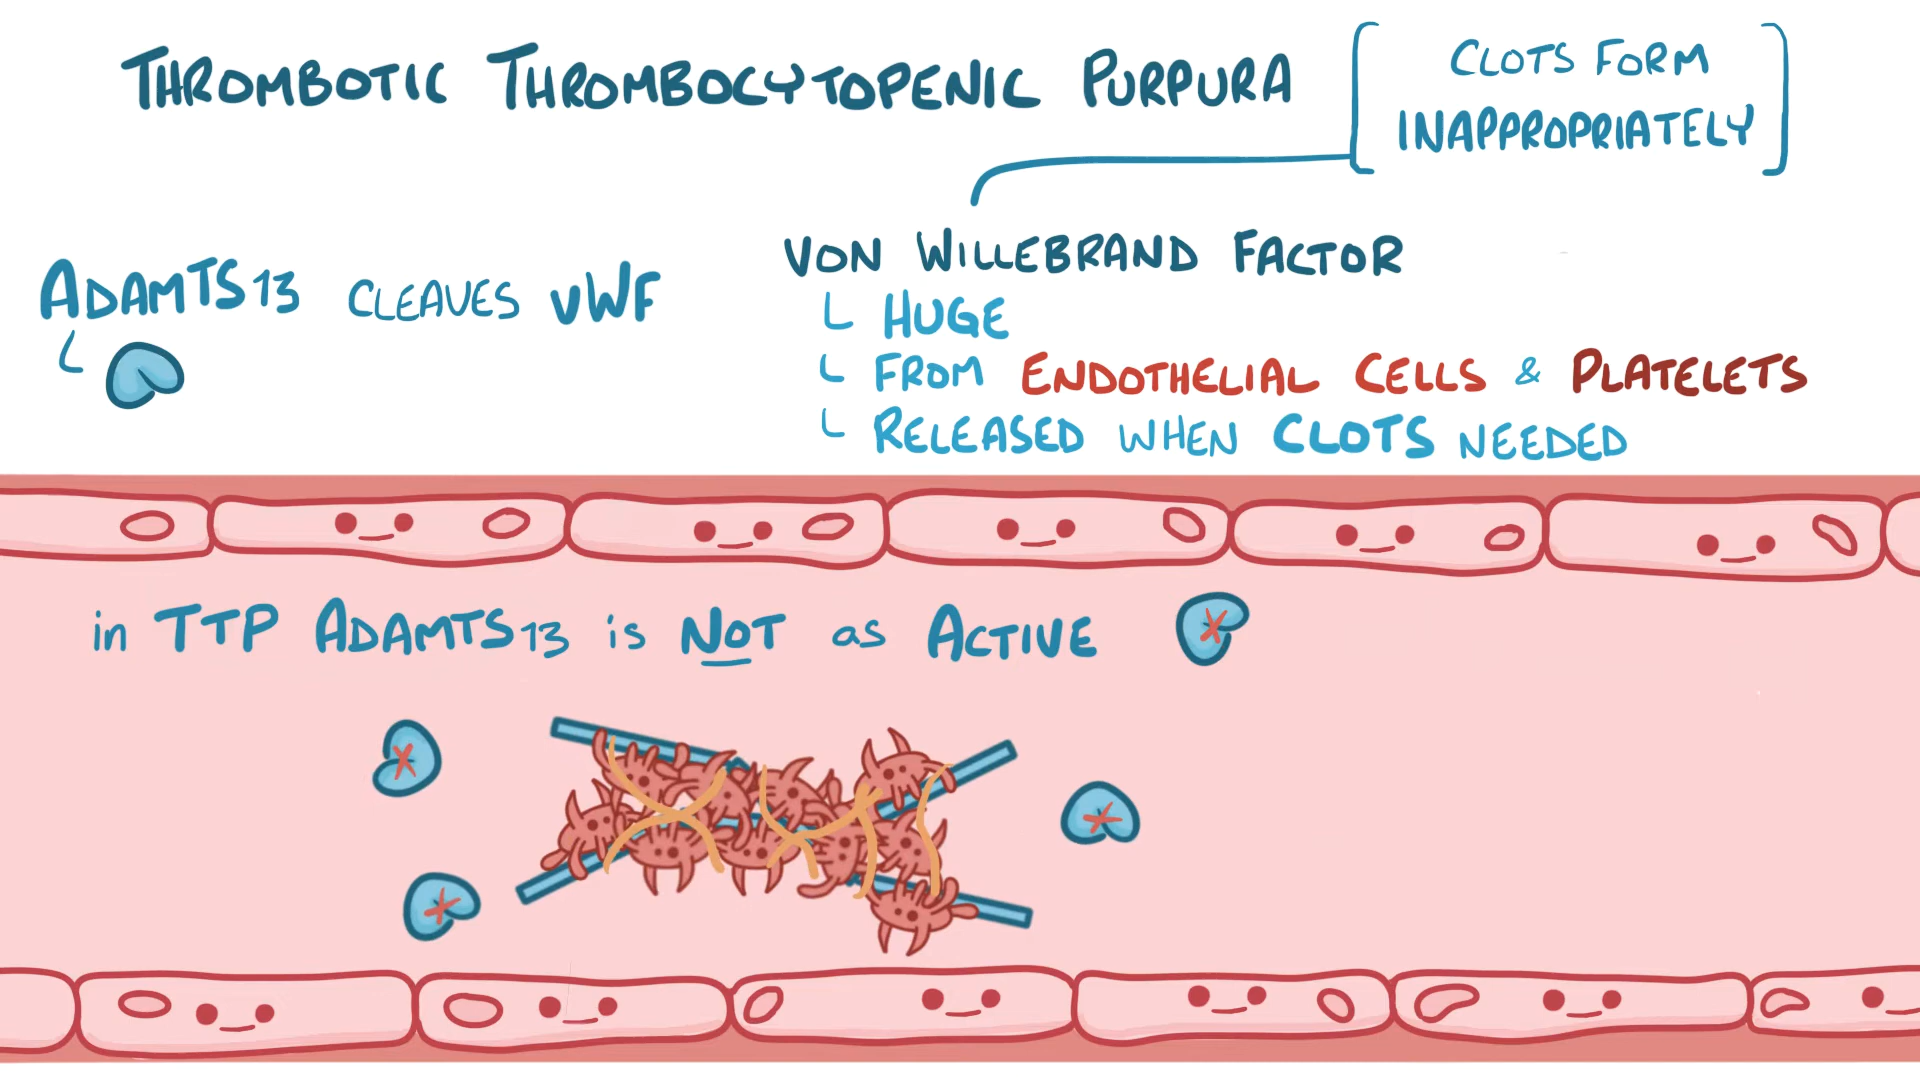 THROMBOTIC THROMBOCYTOPENIC PURPURA
CLOTS FORM
INAPPROPRIATELY
ADAMTS13 CLEAVES vWF
VON WILLEBRAND FACTOR
HUGE
FROM ENDOTHELIAL CELLS & PLATELETS
RELEASED WHEN CLOTS NEEDED
in TTP ADAMTS13 is NOT as ACTIVE